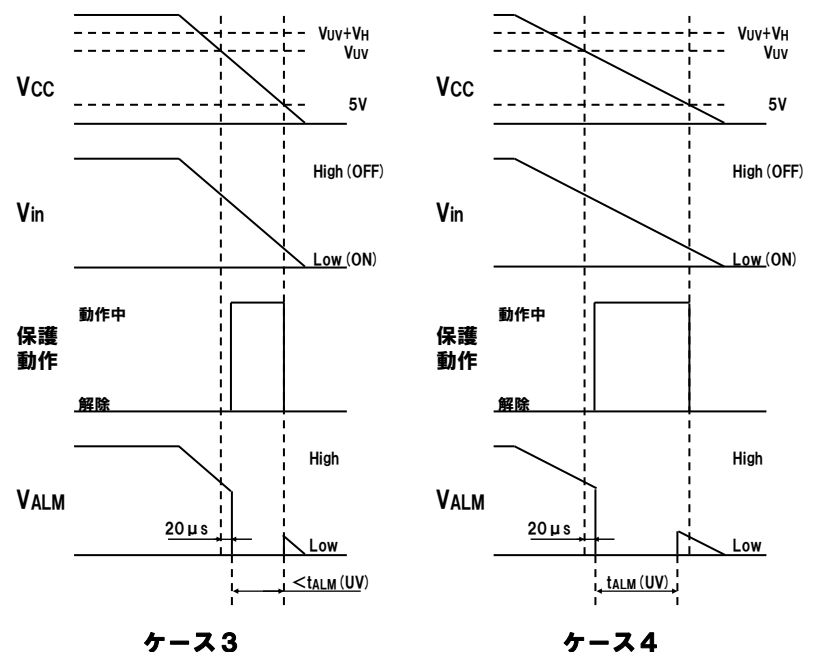 VUV+VH
VUV
VCC
5V
High (OFF)
Vin
Low (ON)
動作中
保護
動作
解除
High
VALM
20μs
Low
<tALM (UV)
ケース3
VUV+VH
VUV
VCC
5V
High (OFF)
Vin
Low (ON)
動作中
保護
動作
解除
High
VALM
20μs
Low
tALM (UV)
ケース4